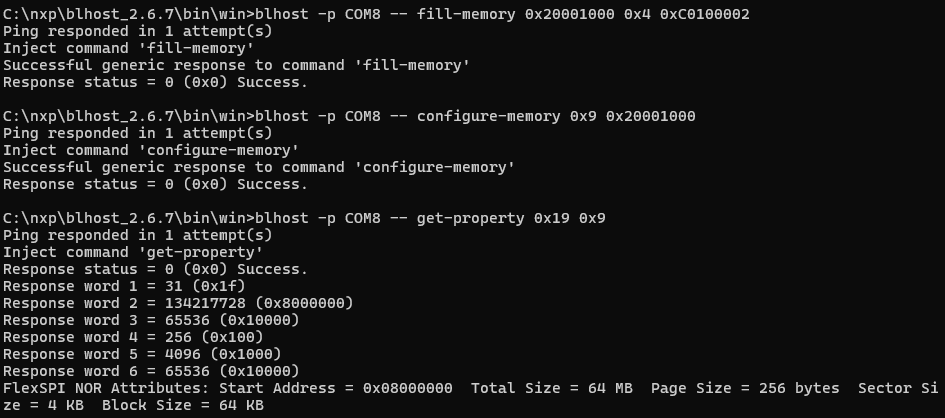 C:\nxp\blhost_2.6.7\bin\win>blhost -p COM8 -- fill-memory 0x20001000 0x4 0xC0100002
Ping responded in 1 attempt(s)
Inject command 'fill-memory'
Successful generic response to command 'fill-memory'
Response status = 0 (0x0) Success.
C:\nxp\blhost_2.6.7\bin\win>blhost -p COM8 -- configure-memory 0x9 0x20001000
Ping responded in 1 attempt(s)
Inject command 'configure-memory'
Successful generic response to command 'configure-memory'
Response status = 0 (0x0) Success.
C:\nxp\blhost_2.6.7\bin\win>blhost -p COM8 -- get-property 0x19 0x9
Ping responded in 1 attempt(s)
Inject command 'get-property'
Response status = 0 (0x0) Success.
Response word 1 = 31 (0x1f)
Response word 2 = 134217728 (0x8000000)
Response word 3 = 65536 (0x10000)
Response word 4 = 256 (0x100)
Response word 5 = 4096 (0x1000)
Response word 6 = 65536 (0x10000)
FlexSPI NOR Attributes: Start Address = 0x08000000  Total Size = 64 MB  Page Size = 256 bytes  Sector Si
ze = 4 KB  Block Size = 64 KB